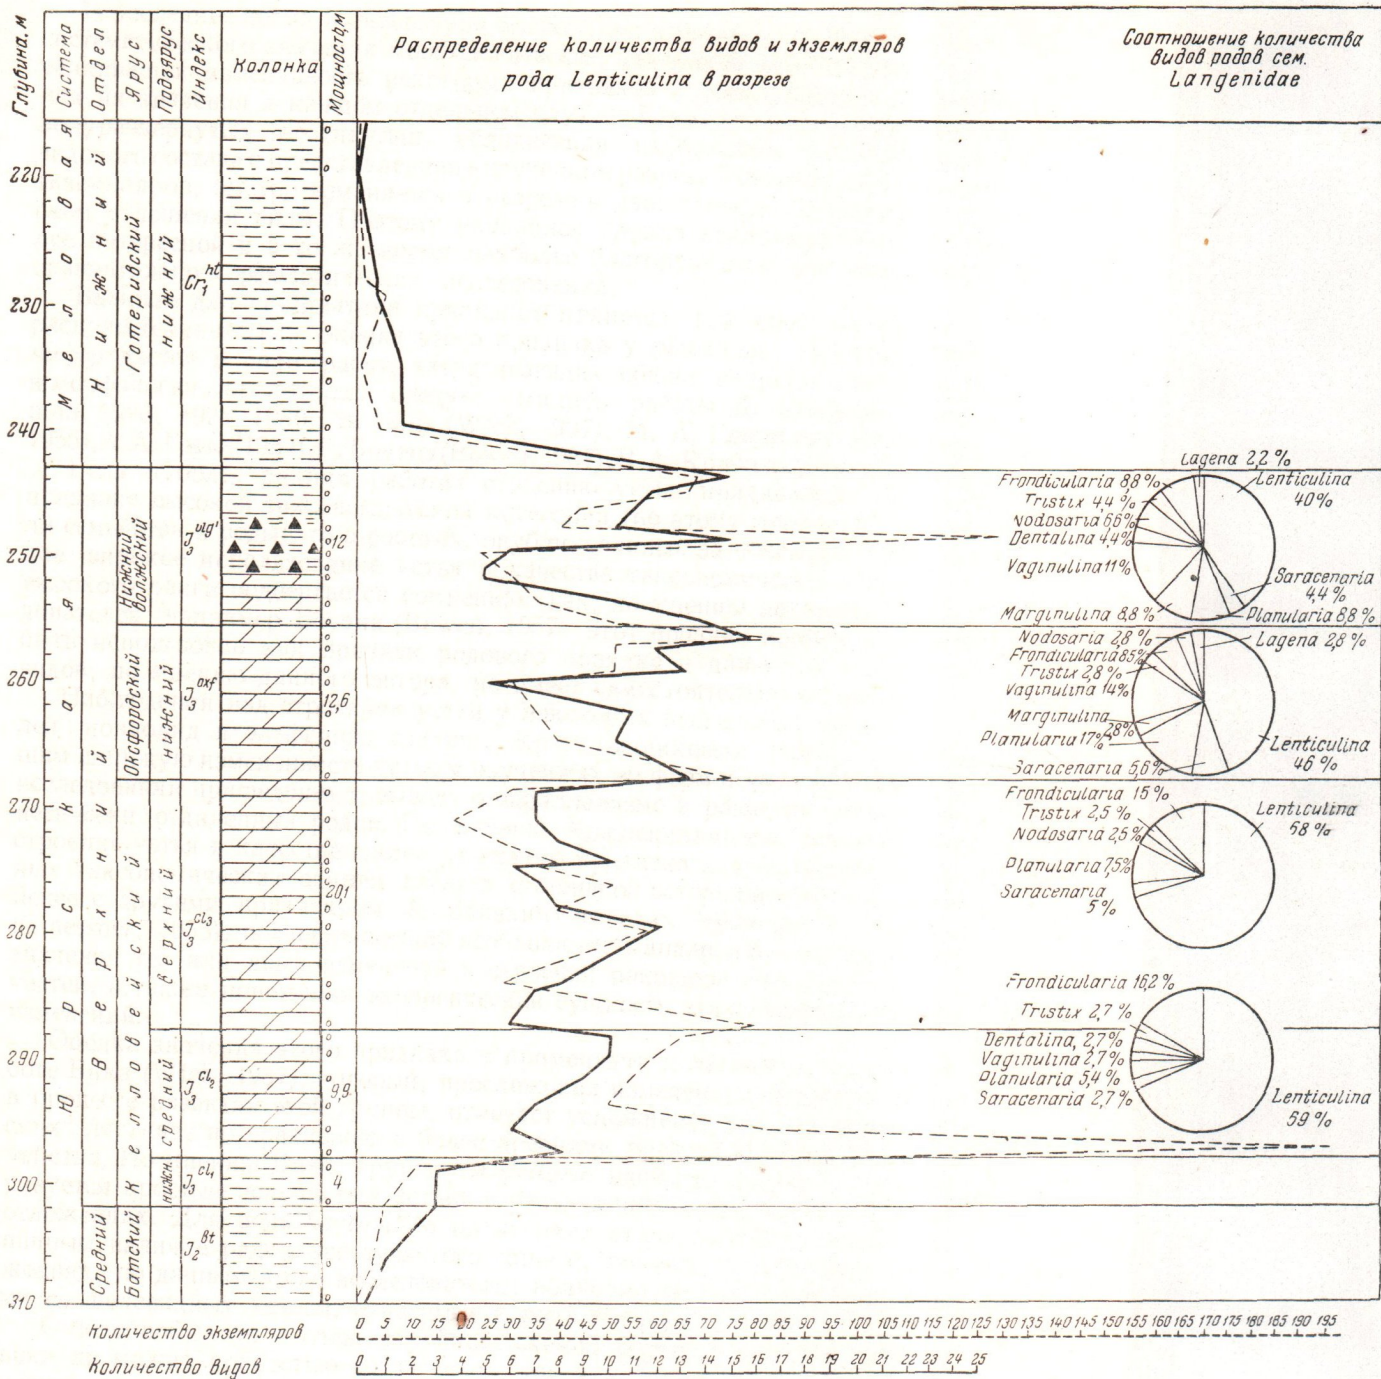 Распределение количества видов и экземляров
рода Lenticulina в разрезе
Соотношение количества
видов родов сем.
Langenidae
Глубина, м
Система
Отдел
Ярус
Подъярус
Индекс
Колонка
Мощность, м
220
230
240
250
260
270
280
290
300
310
Меловая
Юрская
Нижний
Верхний
Средний
Готеривский
Нижний волжский
Оксфордский
Келловейский
Батский
нижний
нижний
верхний
средний
нижн.
Cr₁ht
J₃vlg¹
J₃oxf
J₃cl₃
J₃cl₂
J₃cl₁
J₂bt
12
12,6
20,1
9,9
4
Lagena 2,2 %
Frondicularia 8,8 %
Lenticulina
40%
Tristix 4,4 %
Nodosaria 6,6%
Dentalina 4,4%
Vaginulina 11%
Saracenaria
4,4%
Marginulina 8,8 %
Planularia 8,8 %
Nodosaria 2,8 %
Lagena 2,8 %
Frondicularia 8,5%
Tristix 2,8 %
Vaginulina 14%
Marginulina
2,8%
Planularia 17%
Lenticulina
46 %
Saracenaria 5,6%
Frondicularia 15 %
Lenticulina
58 %
Tristix 2,5 %
Nodosaria 2,5%
Planularia 7,5%
Saracenaria
5 %
Frondicularia 16,2 %
Tristix 2,7 %
Dentalina, 2,7%
Vaginulina 2,7%
Planularia 5,4 %
Saracenaria 2,7 %
Lenticulina
59 %
Количество экземпляров 0 5 10 15 20 25 30 35 40 45 50 55 60 65 70 75 80 85 90 95 100 105 110 115 120 125 130 135 140 145 150 155 160 165 170 175 180 185 190 195
Количество видов 0 1 2 3 4 5 6 7 8 9 10 11 12 13 14 15 16 17 18 19 20 21 22 23 24 25